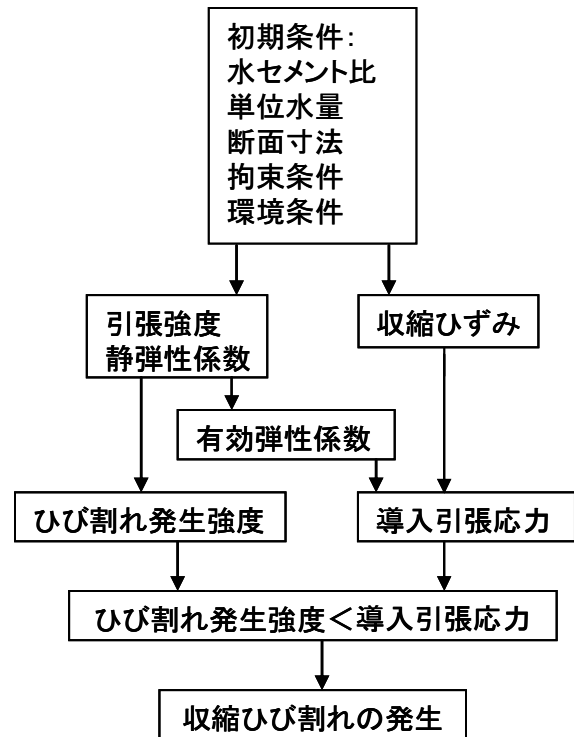 初期条件：
水セメント比
単位水量
断面寸法
拘束条件
環境条件
引張強度
静弾性係数
収縮ひずみ
有効弾性係数
ひび割れ発生強度
導入引張応力
ひび割れ発生強度＜導入引張応力
収縮ひび割れの発生